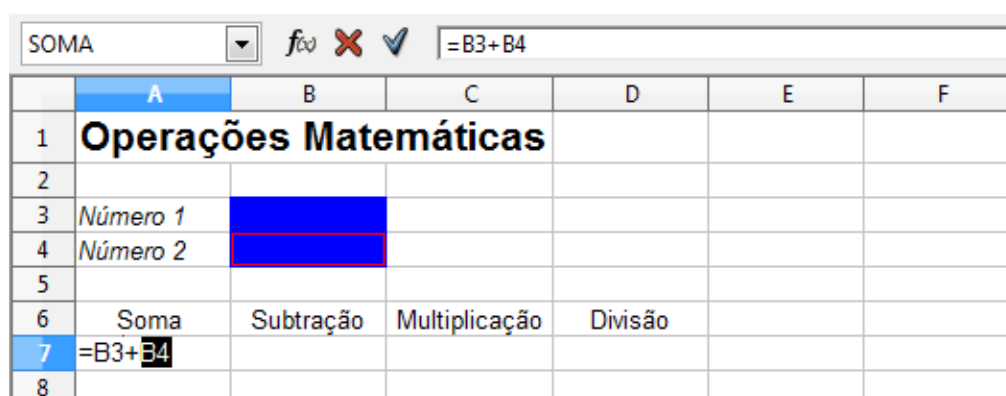 SOMA f(x) =B3+B4
A B C D E F
1 Operações Matemáticas
2
3 Número 1
4 Número 2
5
6 Soma Subtração Multiplicação Divisão
7 =B3+B4
8